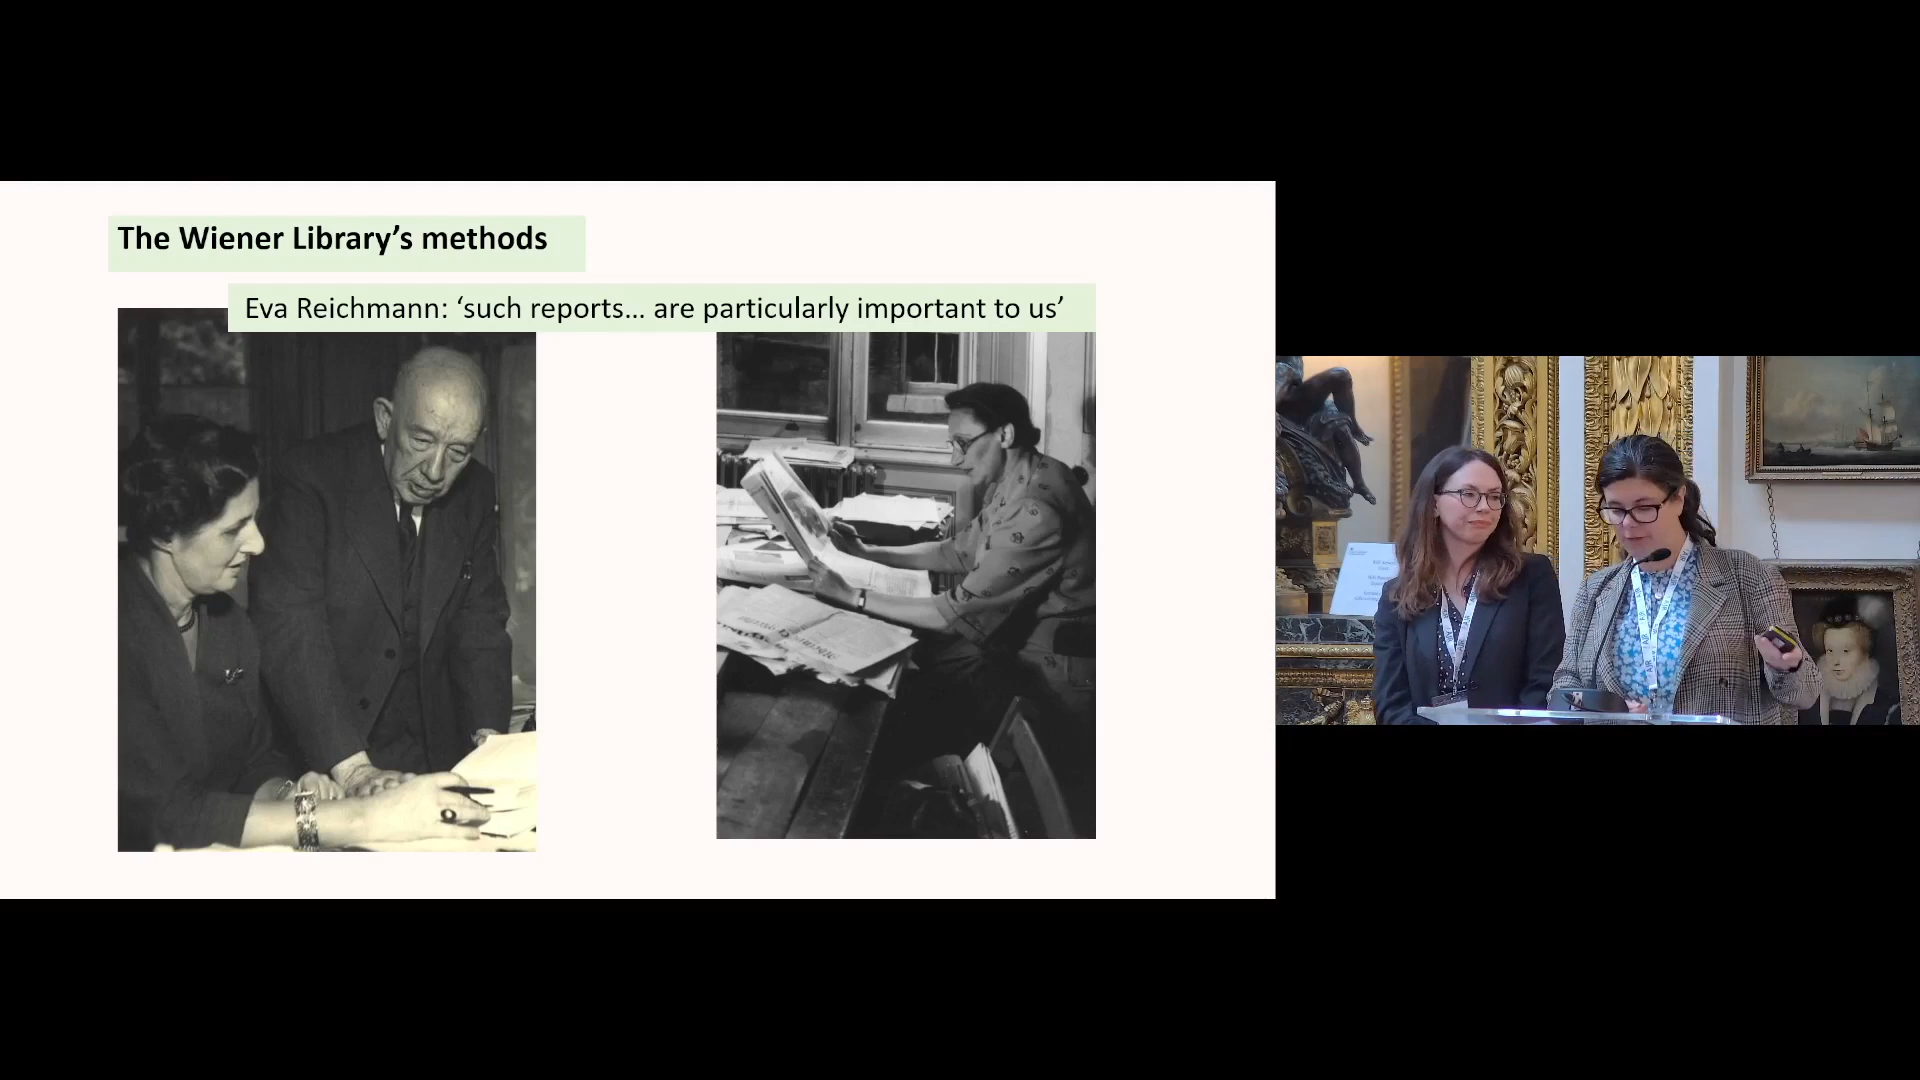 The Wiener Library’s methods
Eva Reichmann: ‘such reports... are particularly important to us’